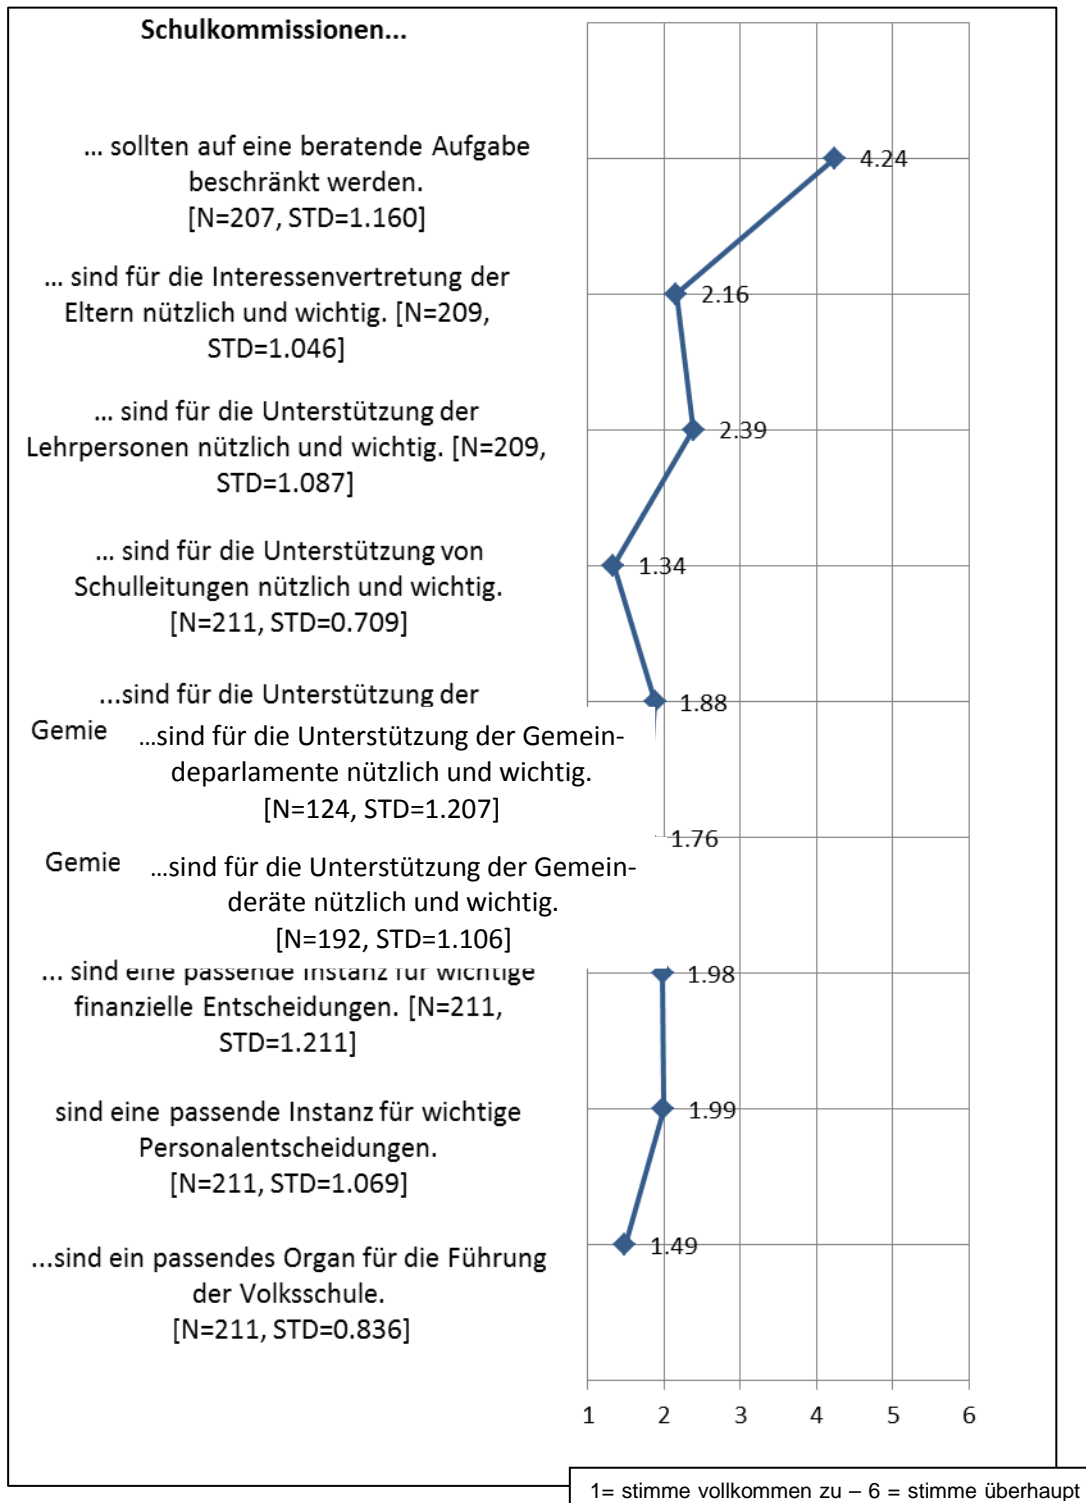 Schulkommissionen...
... sollten auf eine beratende Aufgabe
beschränkt werden.
[N=207, STD=1.160]
4.24
... sind für die Interessenvertretung der
Eltern nützlich und wichtig. [N=209,
STD=1.046]
2.16
... sind für die Unterstützung der
Lehrpersonen nützlich und wichtig. [N=209,
STD=1.087]
2.39
... sind für die Unterstützung von
Schulleitungen nützlich und wichtig.
[N=211, STD=0.709]
1.34
...sind für die Unterstützung der
1.88
Gemie
...sind für die Unterstützung der Gemein-
deparlamente nützlich und wichtig.
[N=124, STD=1.207]
1.76
Gemie
...sind für die Unterstützung der Gemein-
deräte nützlich und wichtig.
[N=192, STD=1.106]
... sind eine passende Instanz für wichtige
finanzielle Entscheidungen. [N=211,
STD=1.211]
1.98
sind eine passende Instanz für wichtige
Personalentscheidungen.
[N=211, STD=1.069]
1.99
...sind ein passendes Organ für die Führung
der Volksschule.
[N=211, STD=0.836]
1.49
1 2 3 4 5 6
1= stimme vollkommen zu – 6 = stimme überhaupt